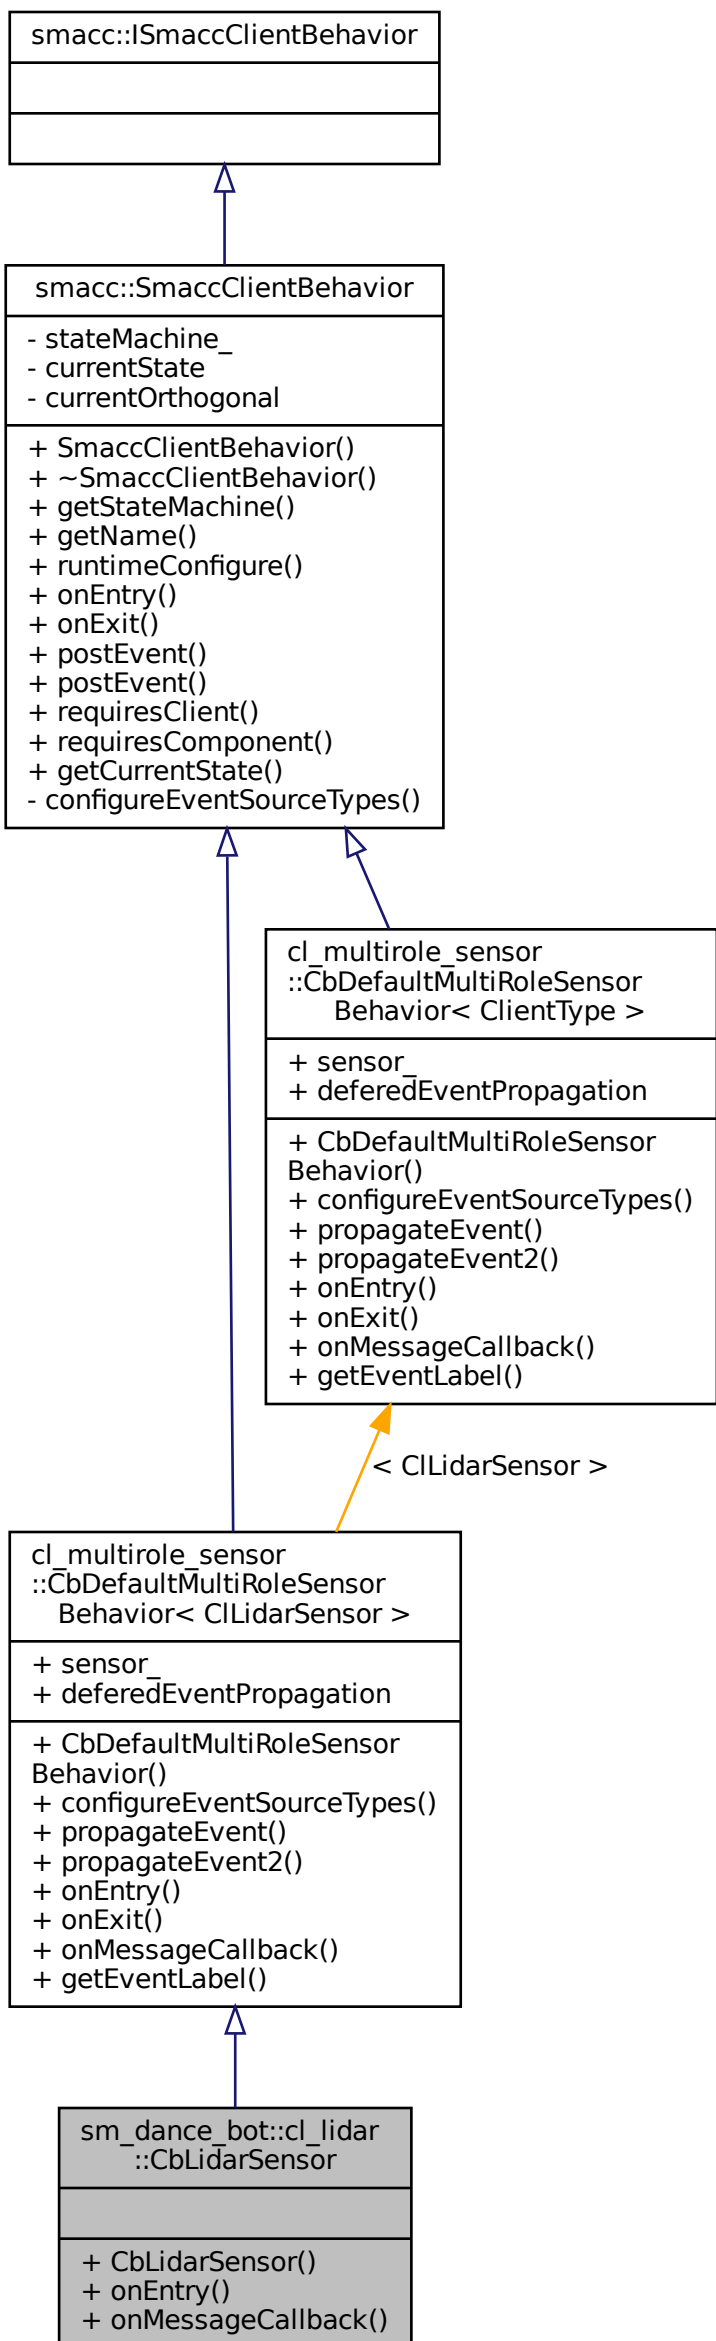 smacc::ISmaccClientBehavior
smacc::SmaccClientBehavior
- stateMachine_
- currentState
- currentOrthogonal
+ SmaccClientBehavior()
+ ~SmaccClientBehavior()
+ getStateMachine()
+ getName()
+ runtimeConfigure()
+ onEntry()
+ onExit()
+ postEvent()
+ postEvent()
+ requiresClient()
+ requiresComponent()
+ getCurrentState()
- configureEventSourceTypes()
cl_multirole_sensor
::CbDefaultMultiRoleSensor
Behavior< ClientType >
+ sensor_
+ deferedEventPropagation
+ CbDefaultMultiRoleSensor
Behavior()
+ configureEventSourceTypes()
+ propagateEvent()
+ propagateEvent2()
+ onEntry()
+ onExit()
+ onMessageCallback()
+ getEventLabel()
< ClLidarSensor >
cl_multirole_sensor
::CbDefaultMultiRoleSensor
Behavior< ClLidarSensor >
+ sensor_
+ deferedEventPropagation
+ CbDefaultMultiRoleSensor
Behavior()
+ configureEventSourceTypes()
+ propagateEvent()
+ propagateEvent2()
+ onEntry()
+ onExit()
+ onMessageCallback()
+ getEventLabel()
sm_dance_bot::cl_lidar
::CbLidarSensor
+ CbLidarSensor()
+ onEntry()
+ onMessageCallback()